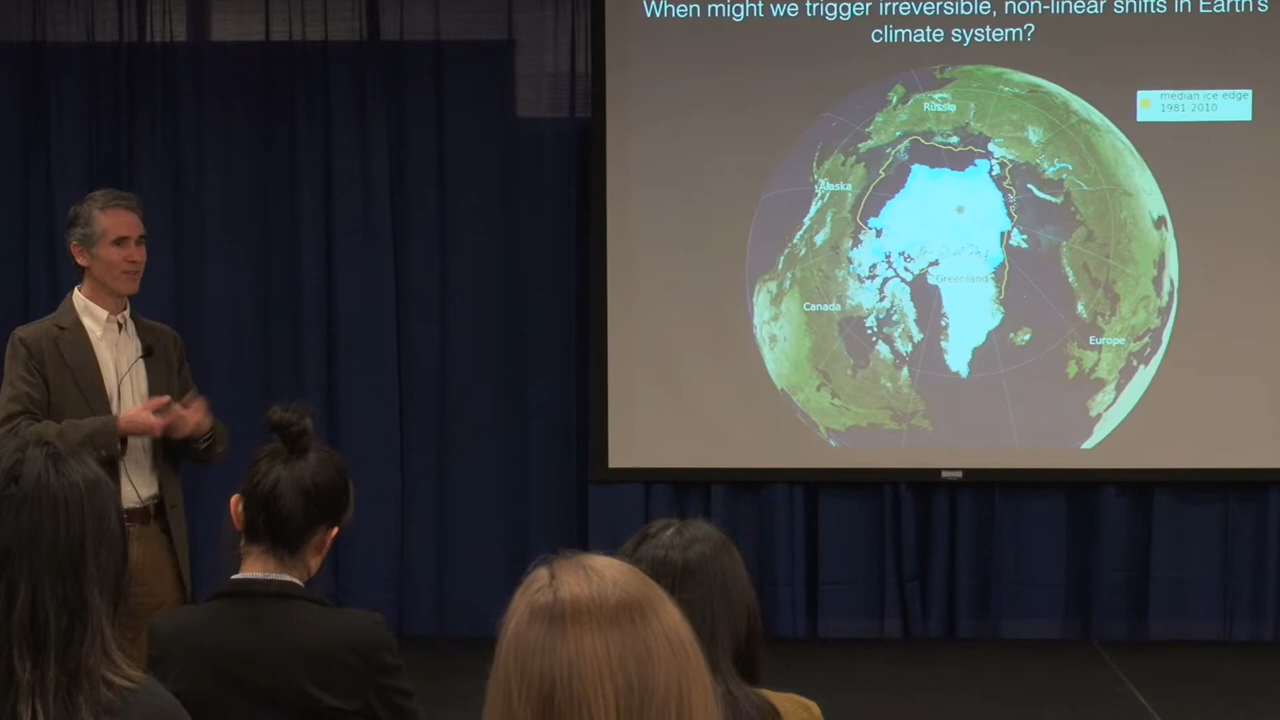 When might we trigger irreversible, non-linear shifts in Earth's
climate system?
median ice edge
1981-2010
Russia
Alaska
Greenland
Canada
Europe